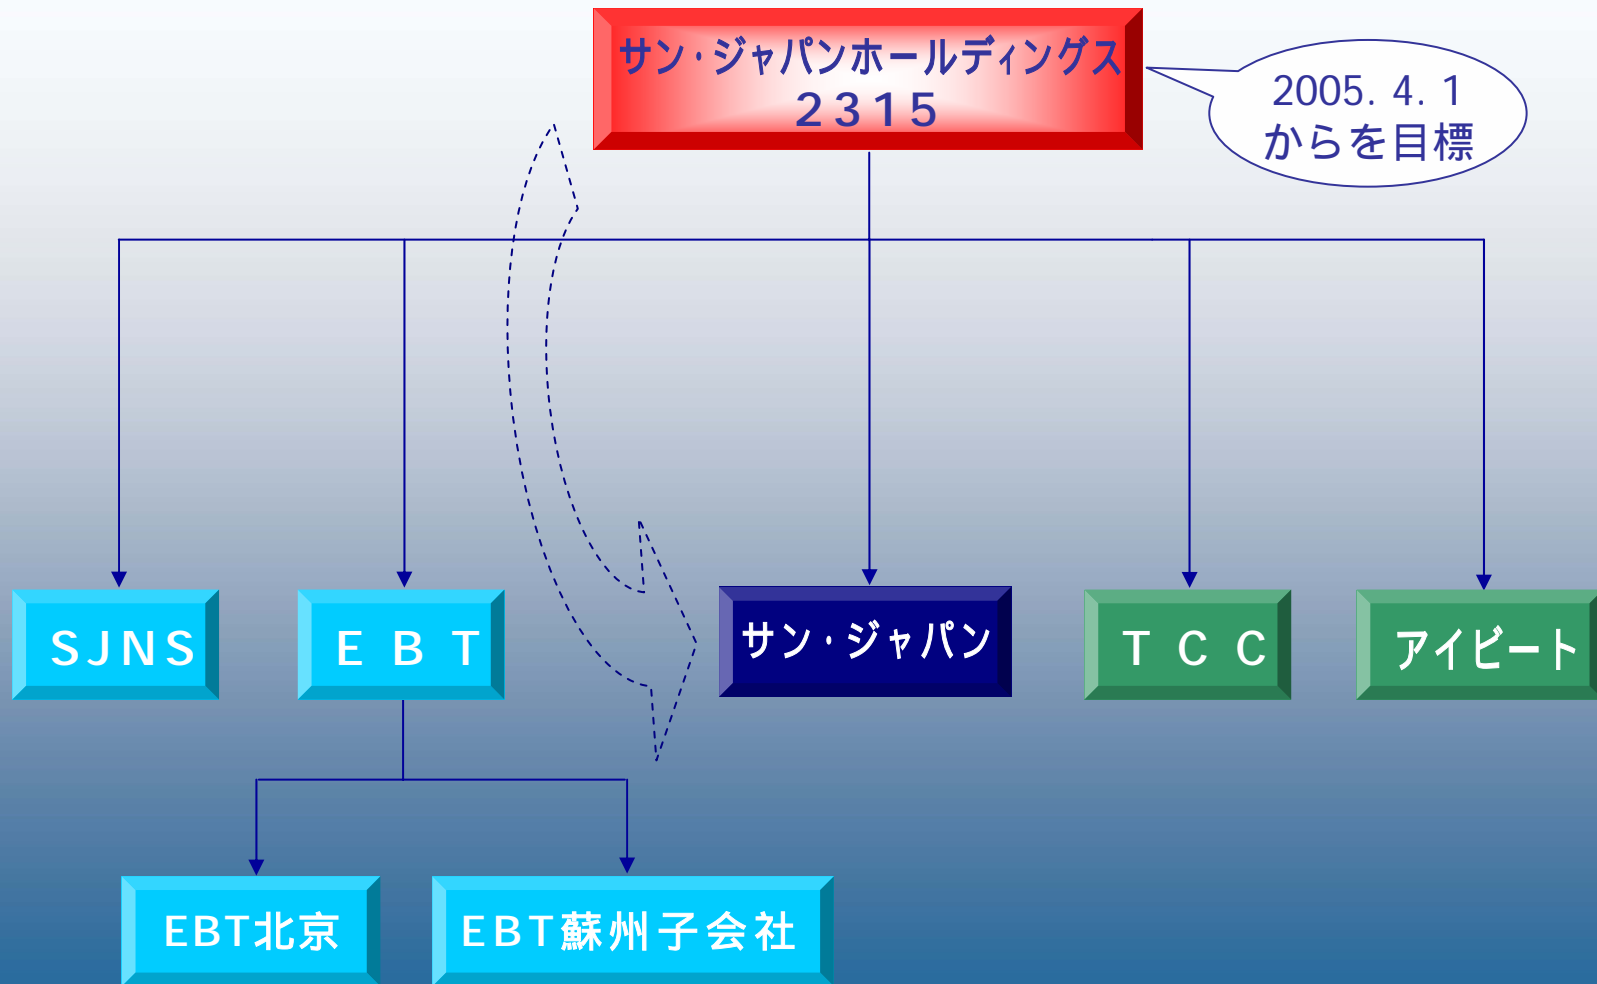 サン・ジャパンホールディングス
２３１５
2005. 4. 1
からを目標
SJNS
ＥＢＴ
サン・ジャパン
ＴＣＣ
アイビート
EBT北京
EBT蘇州子会社